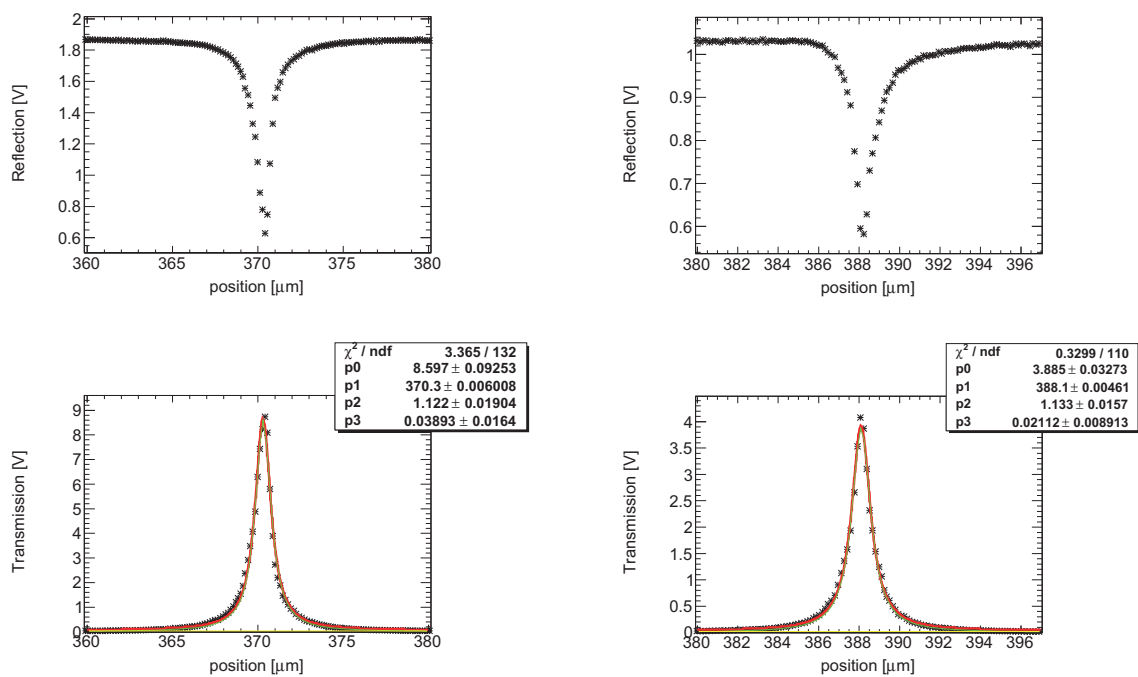 2
1.8
1.6
1.4
1.2
1
0.8
0.6
Reflection [V]
360 365 370 375 380
position [μm]
1
0.9
0.8
0.7
0.6
Reflection [V]
380 382 384 386 388 390 392 394 396
position [μm]
χ² / ndf 3.365 / 132
p0 8.597 ± 0.09253
p1 370.3 ± 0.006008
p2 1.122 ± 0.01904
p3 0.03893 ± 0.0164
9
8
7
6
5
4
3
2
1
0
Transmission [V]
360 365 370 375 380
position [μm]
χ² / ndf 0.3299 / 110
p0 3.885 ± 0.03273
p1 388.1 ± 0.00461
p2 1.133 ± 0.0157
p3 0.02112 ± 0.008913
4
3.5
3
2.5
2
1.5
1
0.5
0
Transmission [V]
380 382 384 386 388 390 392 394 396
position [μm]